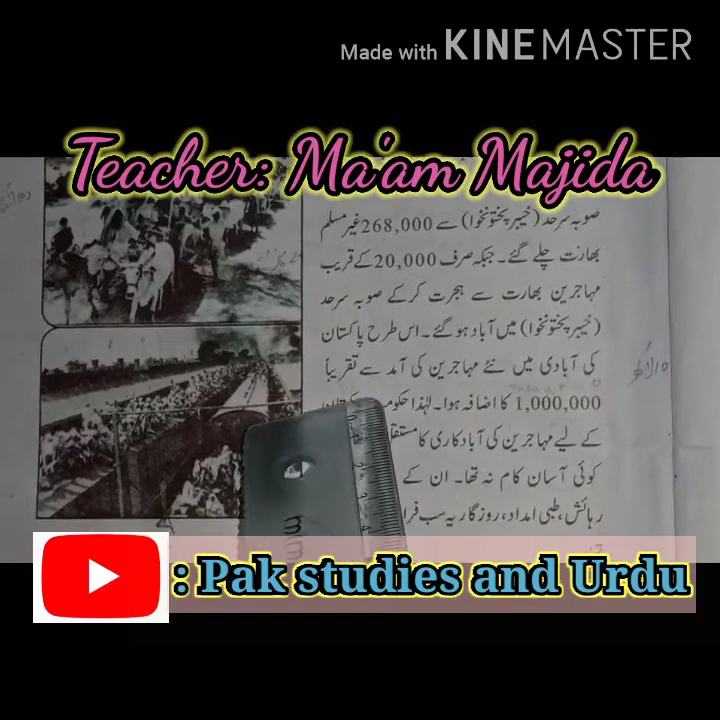 Made with KINEMASTER
Teacher: Ma'am Majida
صوبہ سرحد (خیبر پختونخوا) سے 268,000 غیر مسلم
بھارت چلے گئے۔ جبکہ صرف 20,000 کے قریب
مہاجرین بھارت سے ہجرت کرکے صوبہ سرحد
(خیبر پختونخوا) میں آباد ہوگئے۔ اس طرح پاکستان
کی آبادی میں نئے مہاجرین کی آمد سے تقریباً
1,000,000 کا اضافہ ہوا۔ لہٰذا
کے لیے مہاجرین کی آبادکاری کا
کوئی آسان کام نہ تھا۔ ان کے
رہائش، طبی امداد، روزگار یہ سب
10 لاکھ
mm
: Pak studies and Urdu